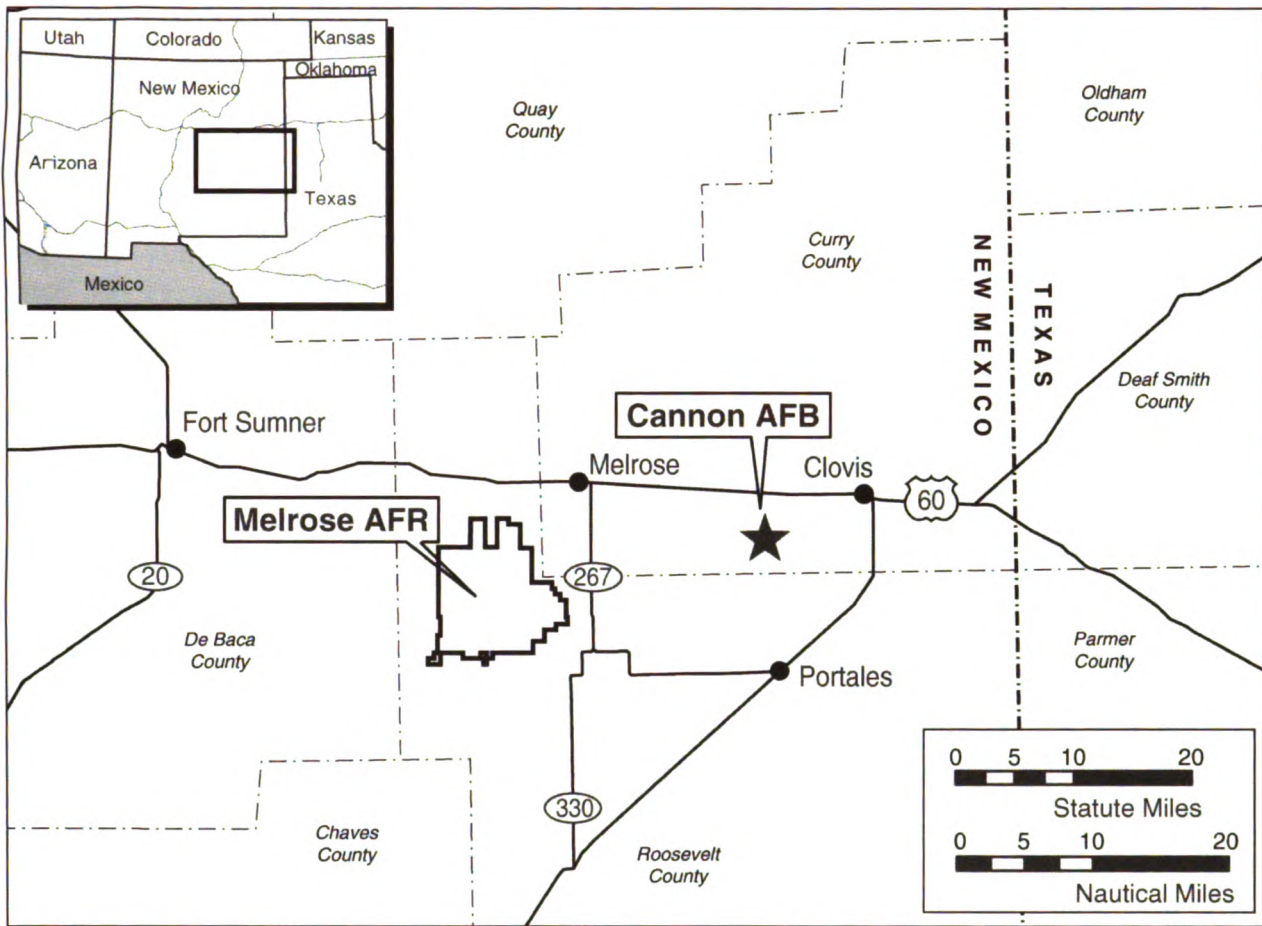 Utah
Colorado
Kansas
Oklahoma
New Mexico
Arizona
Texas
Mexico
Quay
County
Oldham
County
Curry
County
NEW MEXICO
TEXAS
Deaf Smith
County
Cannon AFB
Fort Sumner
Melrose
Clovis
60
Melrose AFR
20
267
De Baca
County
Parmer
County
Portales
330
Chaves
County
Roosevelt
County
0 5 10 20
Statute Miles
0 5 10 20
Nautical Miles